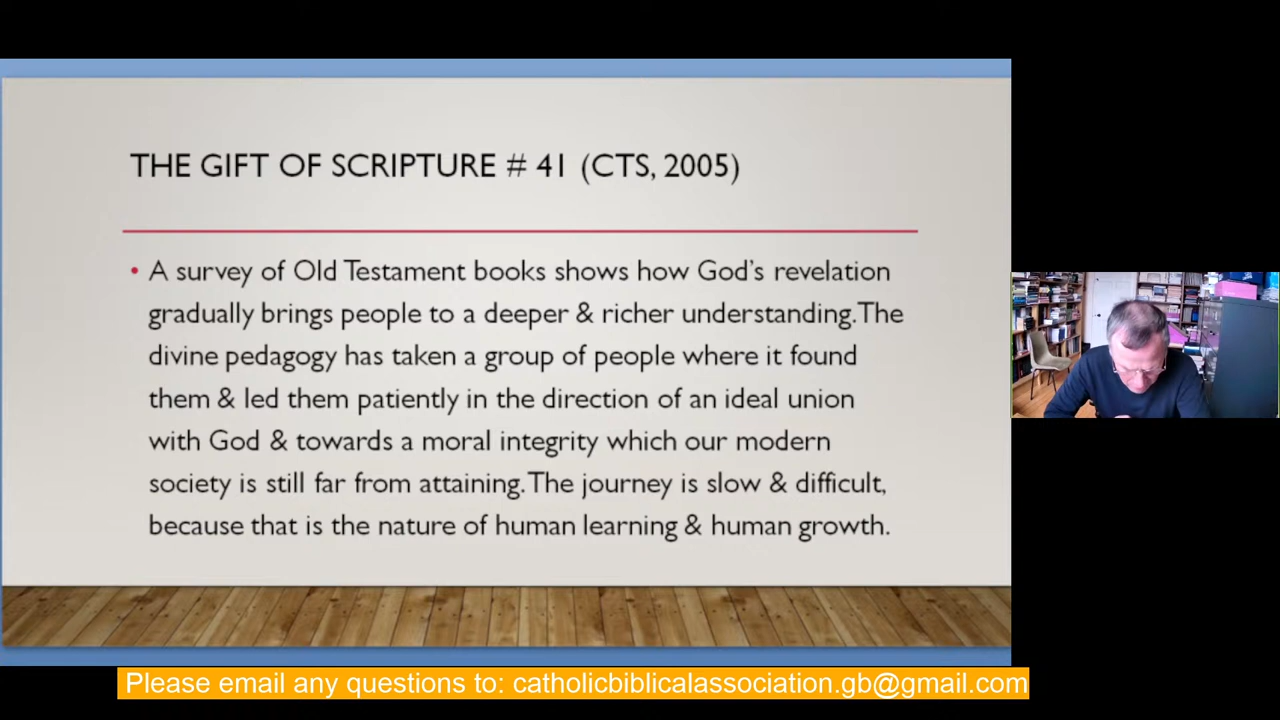 THE GIFT OF SCRIPTURE # 41 (CTS, 2005)
• A survey of Old Testament books shows how God's revelation
gradually brings people to a deeper & richer understanding. The
divine pedagogy has taken a group of people where it found
them & led them patiently in the direction of an ideal union
with God & towards a moral integrity which our modern
society is still far from attaining. The journey is slow & difficult,
because that is the nature of human learning & human growth.
Please email any questions to: catholicbiblicalassociation.gb@gmail.com